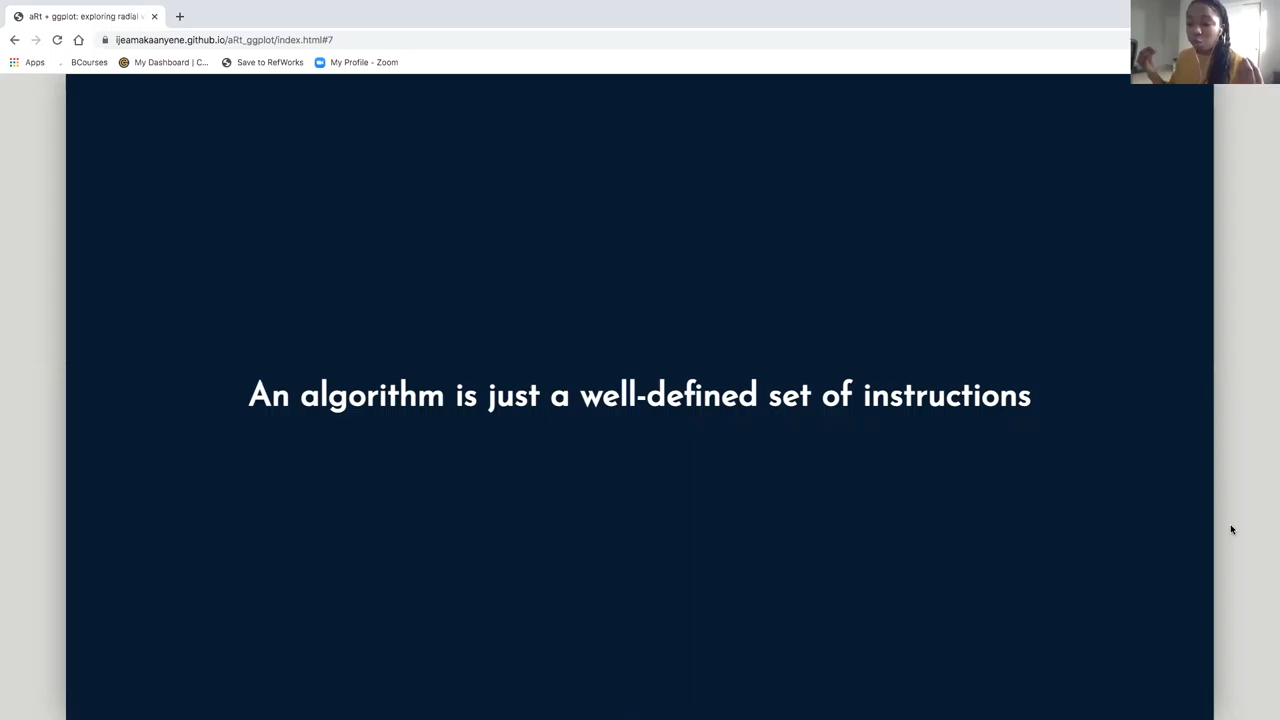 aRt + ggplot: exploring radial
ijeamakaanyene.github.io/aRt_ggplot/index.html#7
Apps BCourses My Dashboard | C... Save to RefWorks My Profile - Zoom
An algorithm is just a well-defined set of instructions